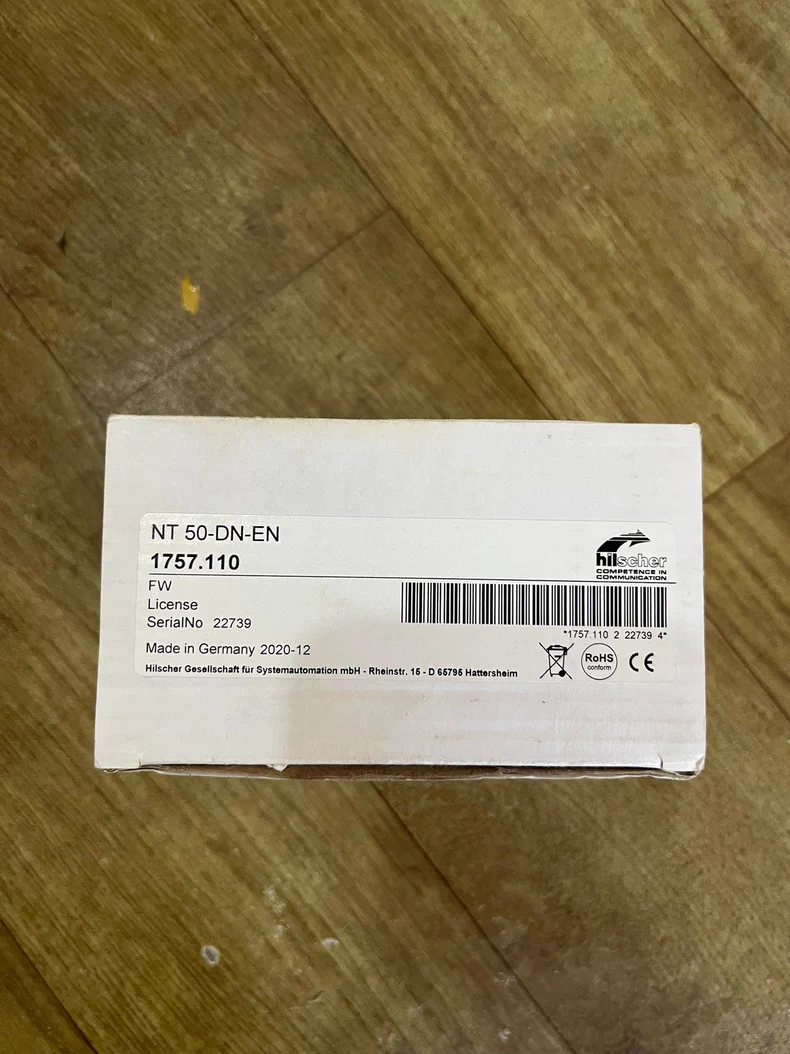 NT 50-DN-EN
1757.110
hilscher
COMPETENCE IN
COMMUNICATION
FW
License
SerialNo 22739
*1757.110 2 22739 4*
Made in Germany 2020-12
RoHS
conform
CE
Hilscher Gesellschaft für Systemautomation mbH - Rheinstr. 15 - D 65795 Hattersheim